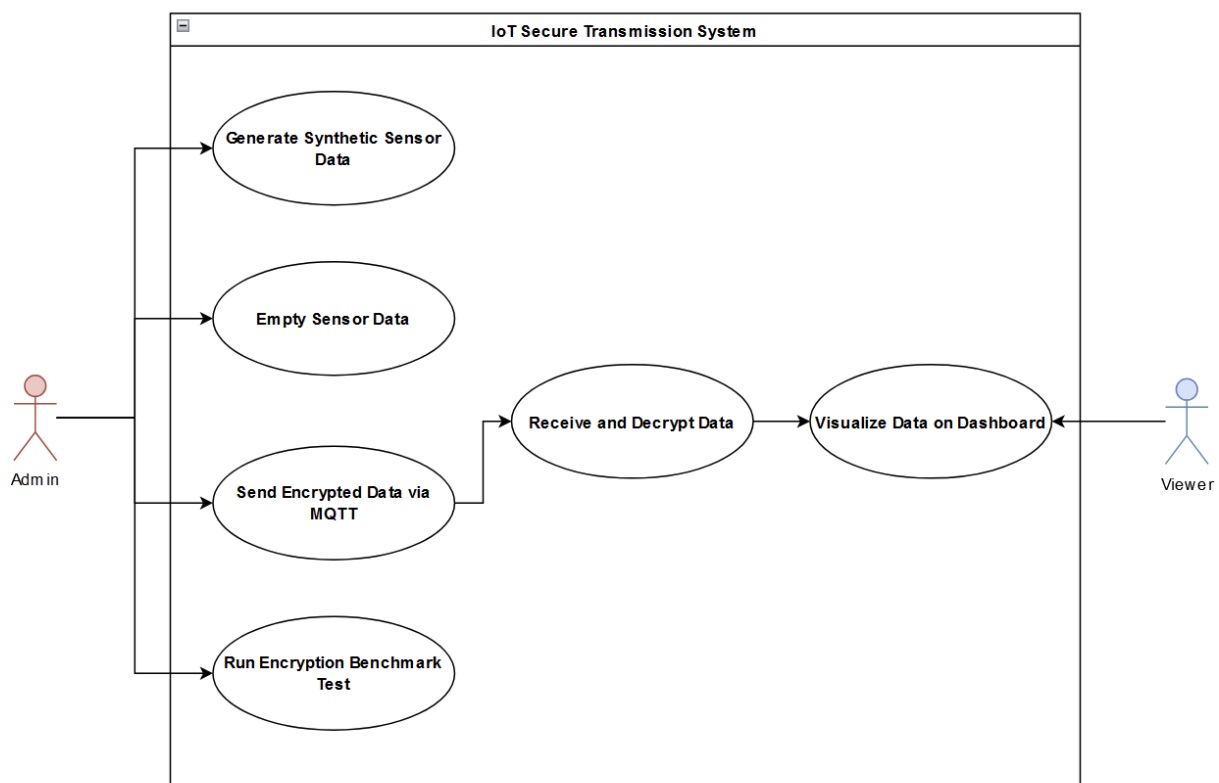 IoT Secure Transmission System
Generate Synthetic Sensor
Data
Empty Sensor Data
Receive and Decrypt Data
Visualize Data on Dashboard
Admin
Viewer
Send Encrypted Data via
MQTT
Run Encryption Benchmark
Test